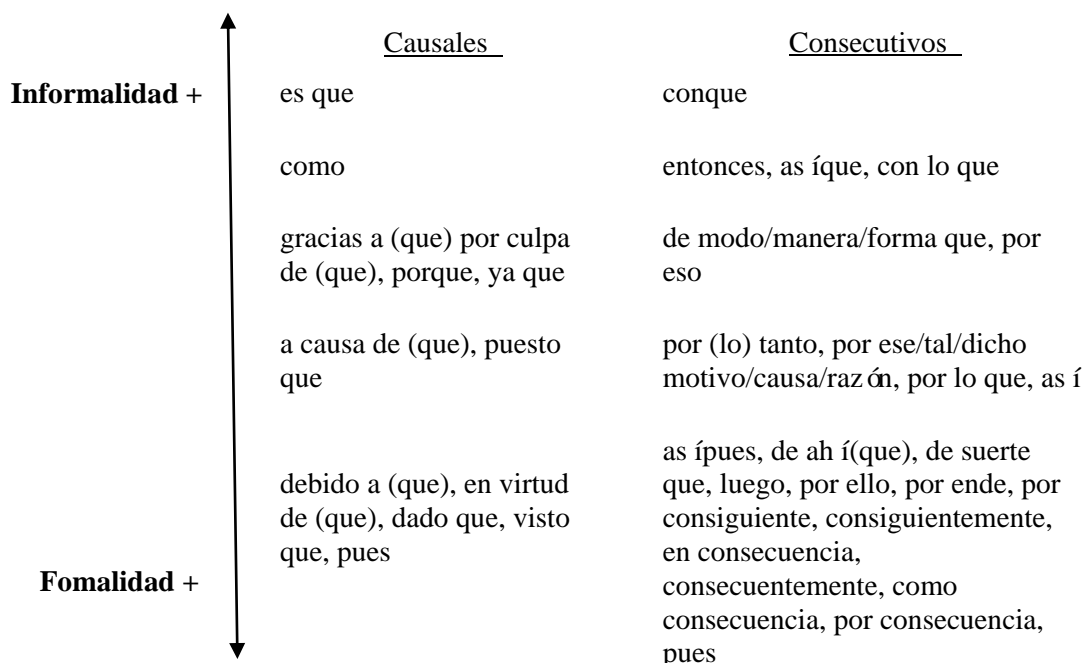 Causales
Consecutivos
Informalidad +
es que
conque
como
entonces, as íque, con lo que
gracias a (que) por culpa
de (que), porque, ya que
de modo/manera/forma que, por
eso
a causa de (que), puesto
que
por (lo) tanto, por ese/tal/dicho
motivo/causa/raz ón, por lo que, as í
debido a (que), en virtud
de (que), dado que, visto
que, pues
as ípues, de ah í(que), de suerte
que, luego, por ello, por ende, por
consiguiente, consiguientemente,
en consecuencia,
consecuentemente, como
consecuencia, por consecuencia,
pues
Fomalidad +